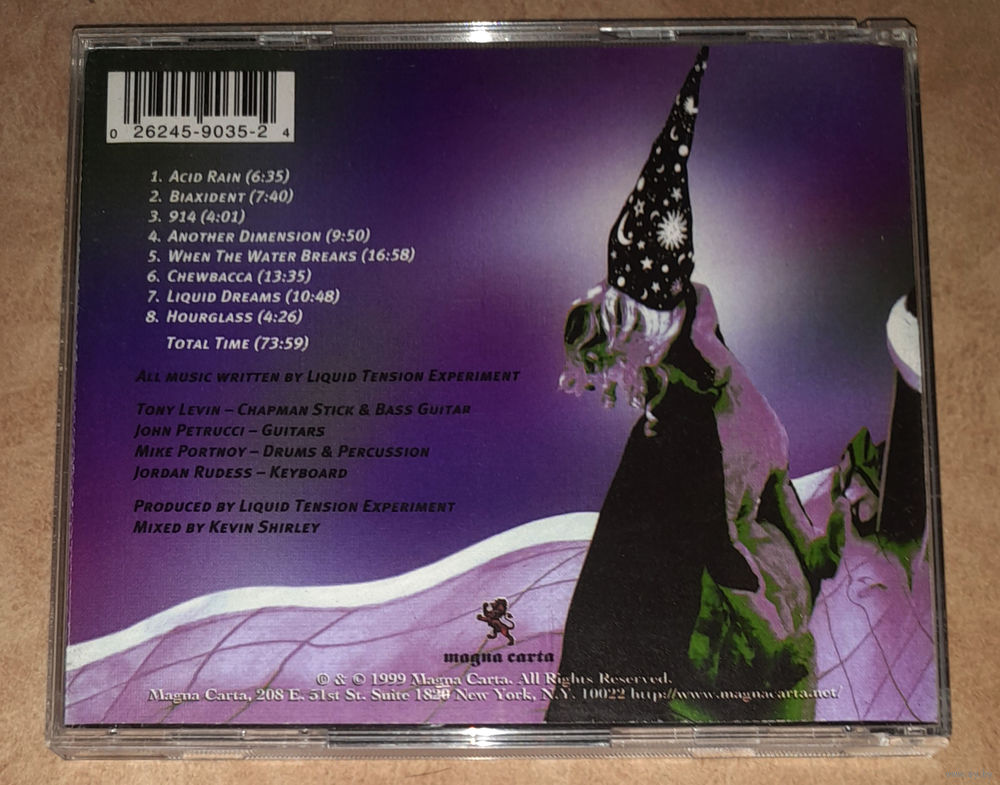 0 26245-9035-2 4
1. Acid Rain (6:35)
2. Biaxident (7:40)
3. 914 (4:01)
4. Another Dimension (9:50)
5. When The Water Breaks (16:58)
6. Chewbacca (13:35)
7. Liquid Dreams (10:48)
8. Hourglass (4:26)
Total Time (73:59)
All music written by Liquid Tension Experiment
Tony Levin – Chapman Stick & Bass Guitar
John Petrucci – Guitars
Mike Portnoy – Drums & Percussion
Jordan Rudess – Keyboard
Produced by Liquid Tension Experiment
Mixed by Kevin Shirley
magna carta
© & © 1999 Magna Carta. All Rights Reserved.
Magna Carta, 208 E. 51st St. Suite 1820 New York, N.Y. 10022 http://www.magnacarta.net/